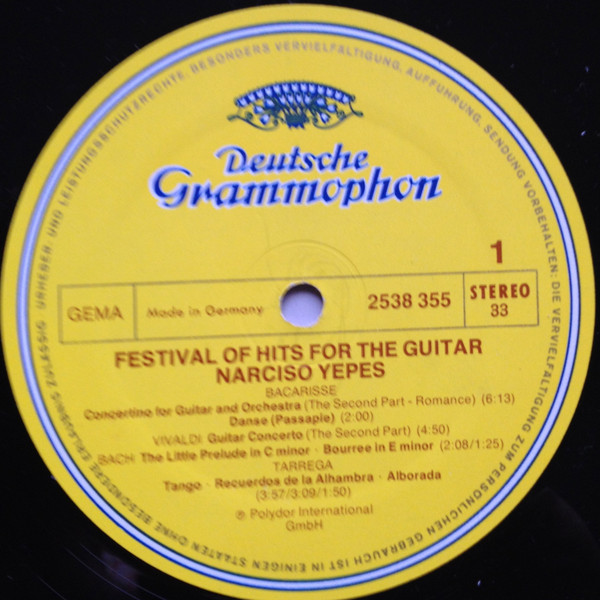 Deutsche
Grammophon
1
GEMA
Made in Germany
2538 355
STEREO
33
FESTIVAL OF HITS FOR THE GUITAR
NARCISO YEPES
BACARISSE
Concertino for Guitar and Orchestra (The Second Part - Romance) (6:13)
Danse (Passapie) (2:00)
VIVALDI Guitar Concerto (The Second Part) (4:50)
BACH The Little Prelude in C minor · Bourree in E minor (2:08/1:25)
TARREGA
Tango · Recuerdos de la Alhambra · Alborada
(3:57/3:09/1:50)
℗ Polydor International
GmbH
URHEBER- UND LEISTUNGSSCHUTZRECHTE, BESONDERS VERVIELFÄLTIGUNG, AUFFÜHRUNG, SENDUNG VORBEHALTEN; DIE VERVIELFÄLTIGUNG ZUM PERSÖNLICHEN GEBRAUCH IST IN EINIGEN STAATEN OHNE BESONDERE ERLAUBNIS ZULÄSSIG